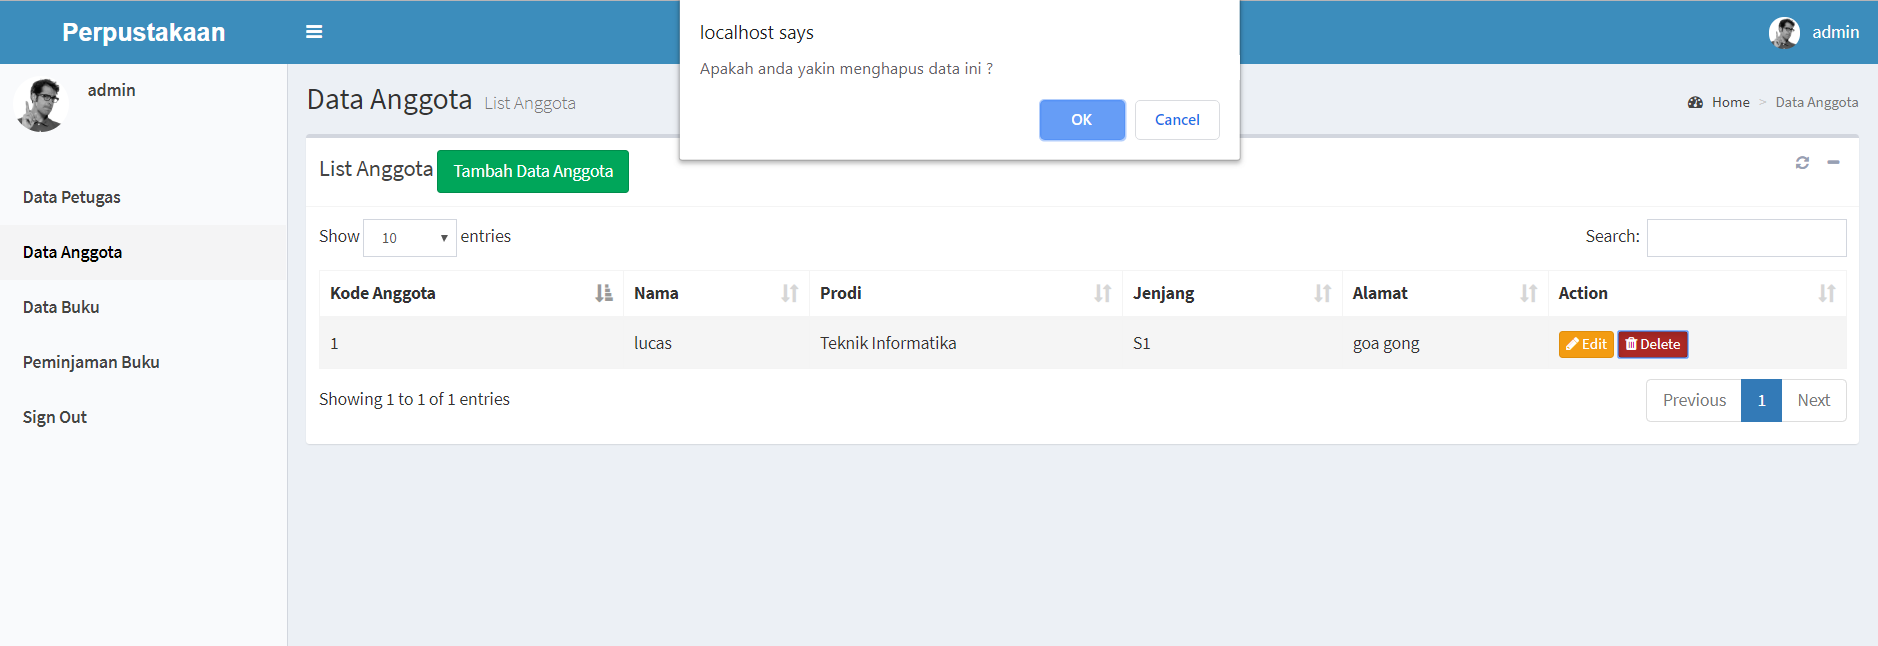 Perpustakaan
admin
localhost says
Apakah anda yakin menghapus data ini ?
OK Cancel
admin
Data Petugas
Data Anggota
Data Buku
Peminjaman Buku
Sign Out
Data Anggota List Anggota
Home > Data Anggota
List Anggota Tambah Data Anggota
Show 10 entries
Search:
Kode Anggota Nama Prodi Jenjang Alamat Action
1 lucas Teknik Informatika S1 goa gong Edit Delete
Showing 1 to 1 of 1 entries
Previous 1 Next